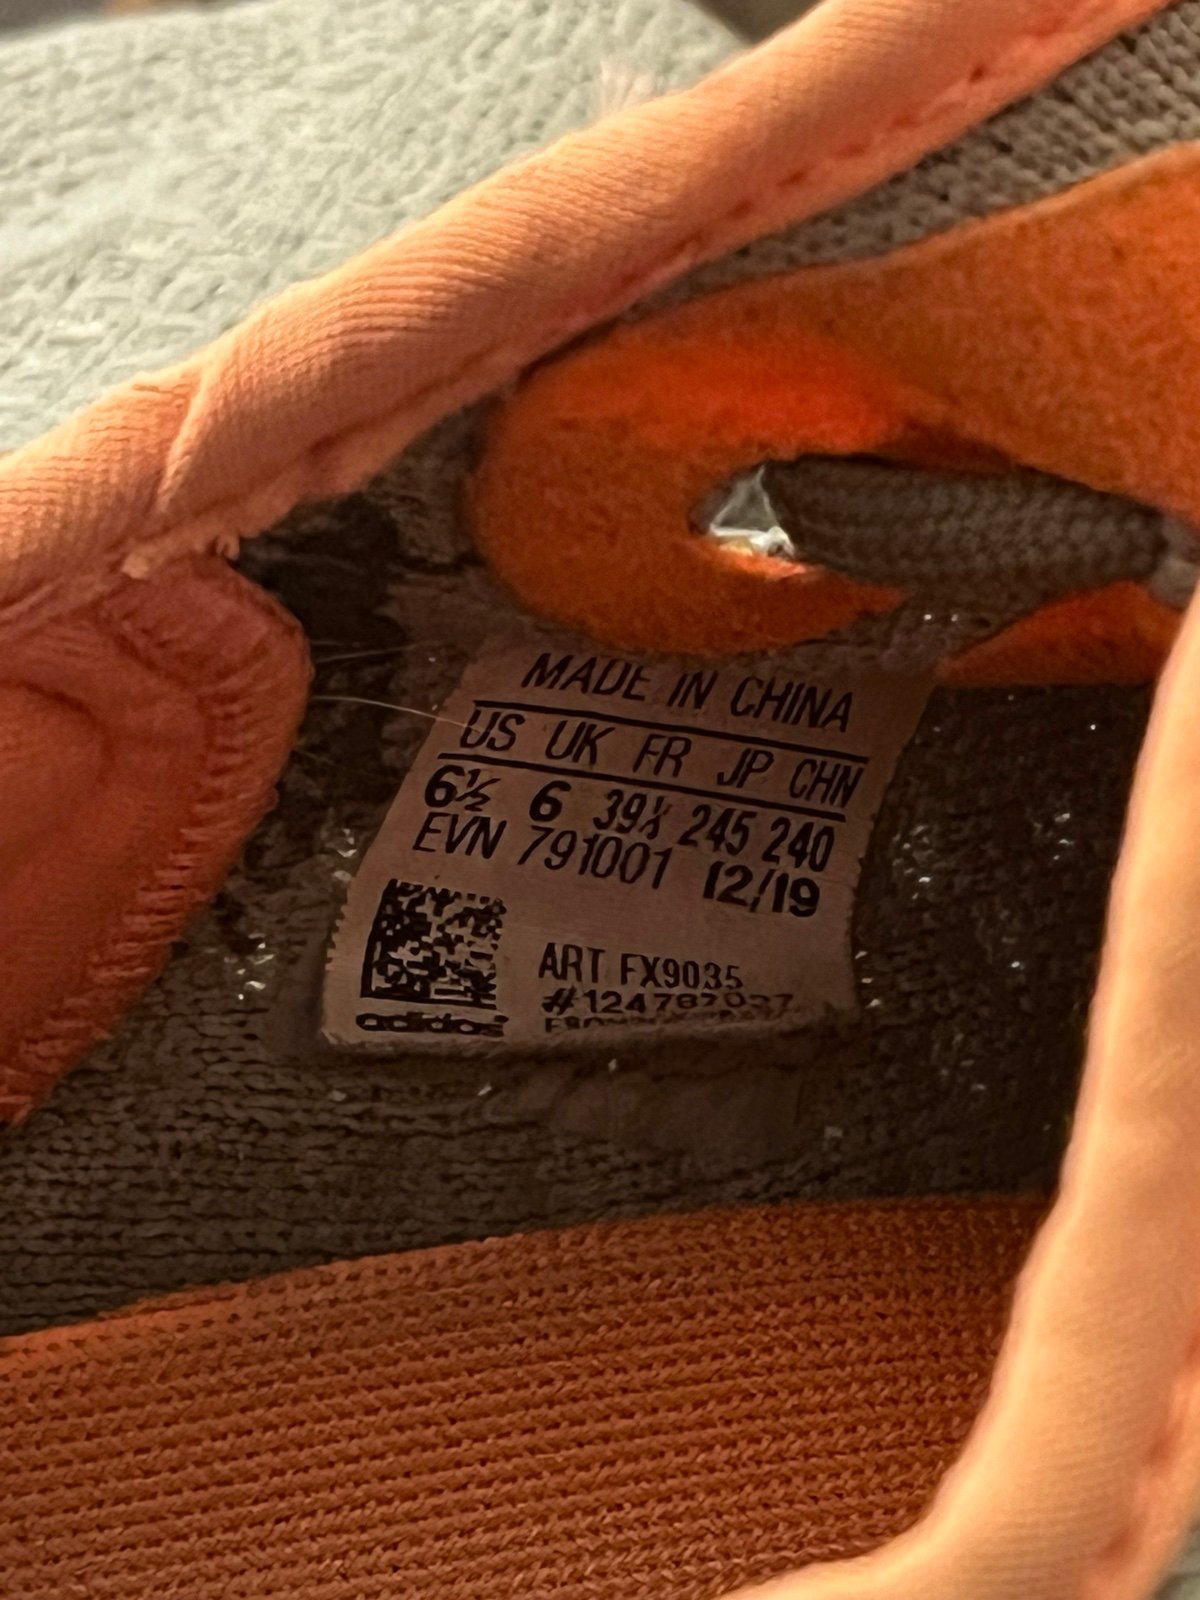 MADE IN CHINA
US UK FR JP CHN
6½ 6 39⅓ 245 240
EVN 791001 12/19
ART FX9035
adidas